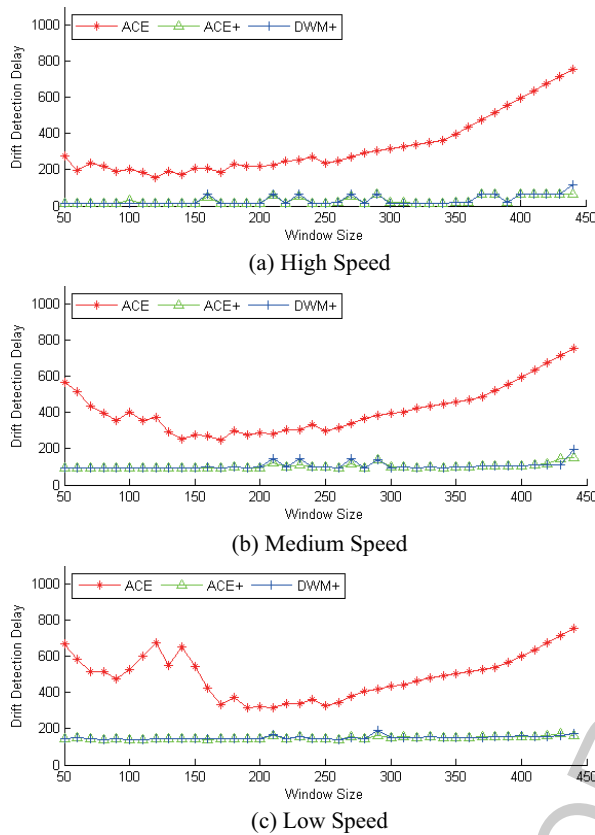 1000
800
600
400
200
0
Drift Detection Delay
ACE ACE+ DWM+
50 100 150 200 250 300 350 400 450
Window Size
(a) High Speed
1000
800
600
400
200
0
Drift Detection Delay
ACE ACE+ DWM+
50 100 150 200 250 300 350 400 450
Window Size
(b) Medium Speed
1000
800
600
400
200
0
Drift Detection Delay
ACE ACE+ DWM+
50 100 150 200 250 300 350 400 450
Window Size
(c) Low Speed